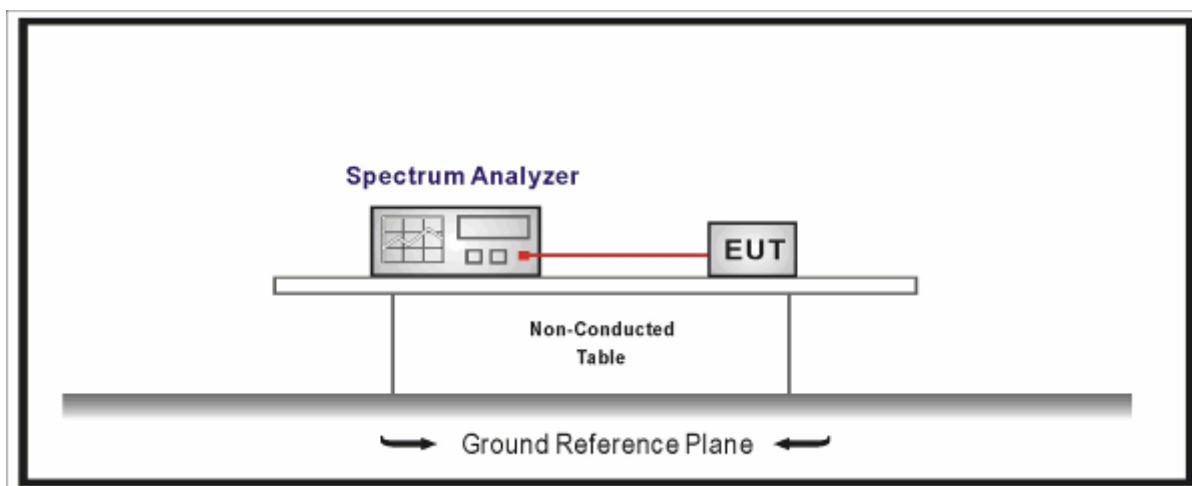 Spectrum Analyzer
EUT
Non-Conducted
Table
Ground Reference Plane